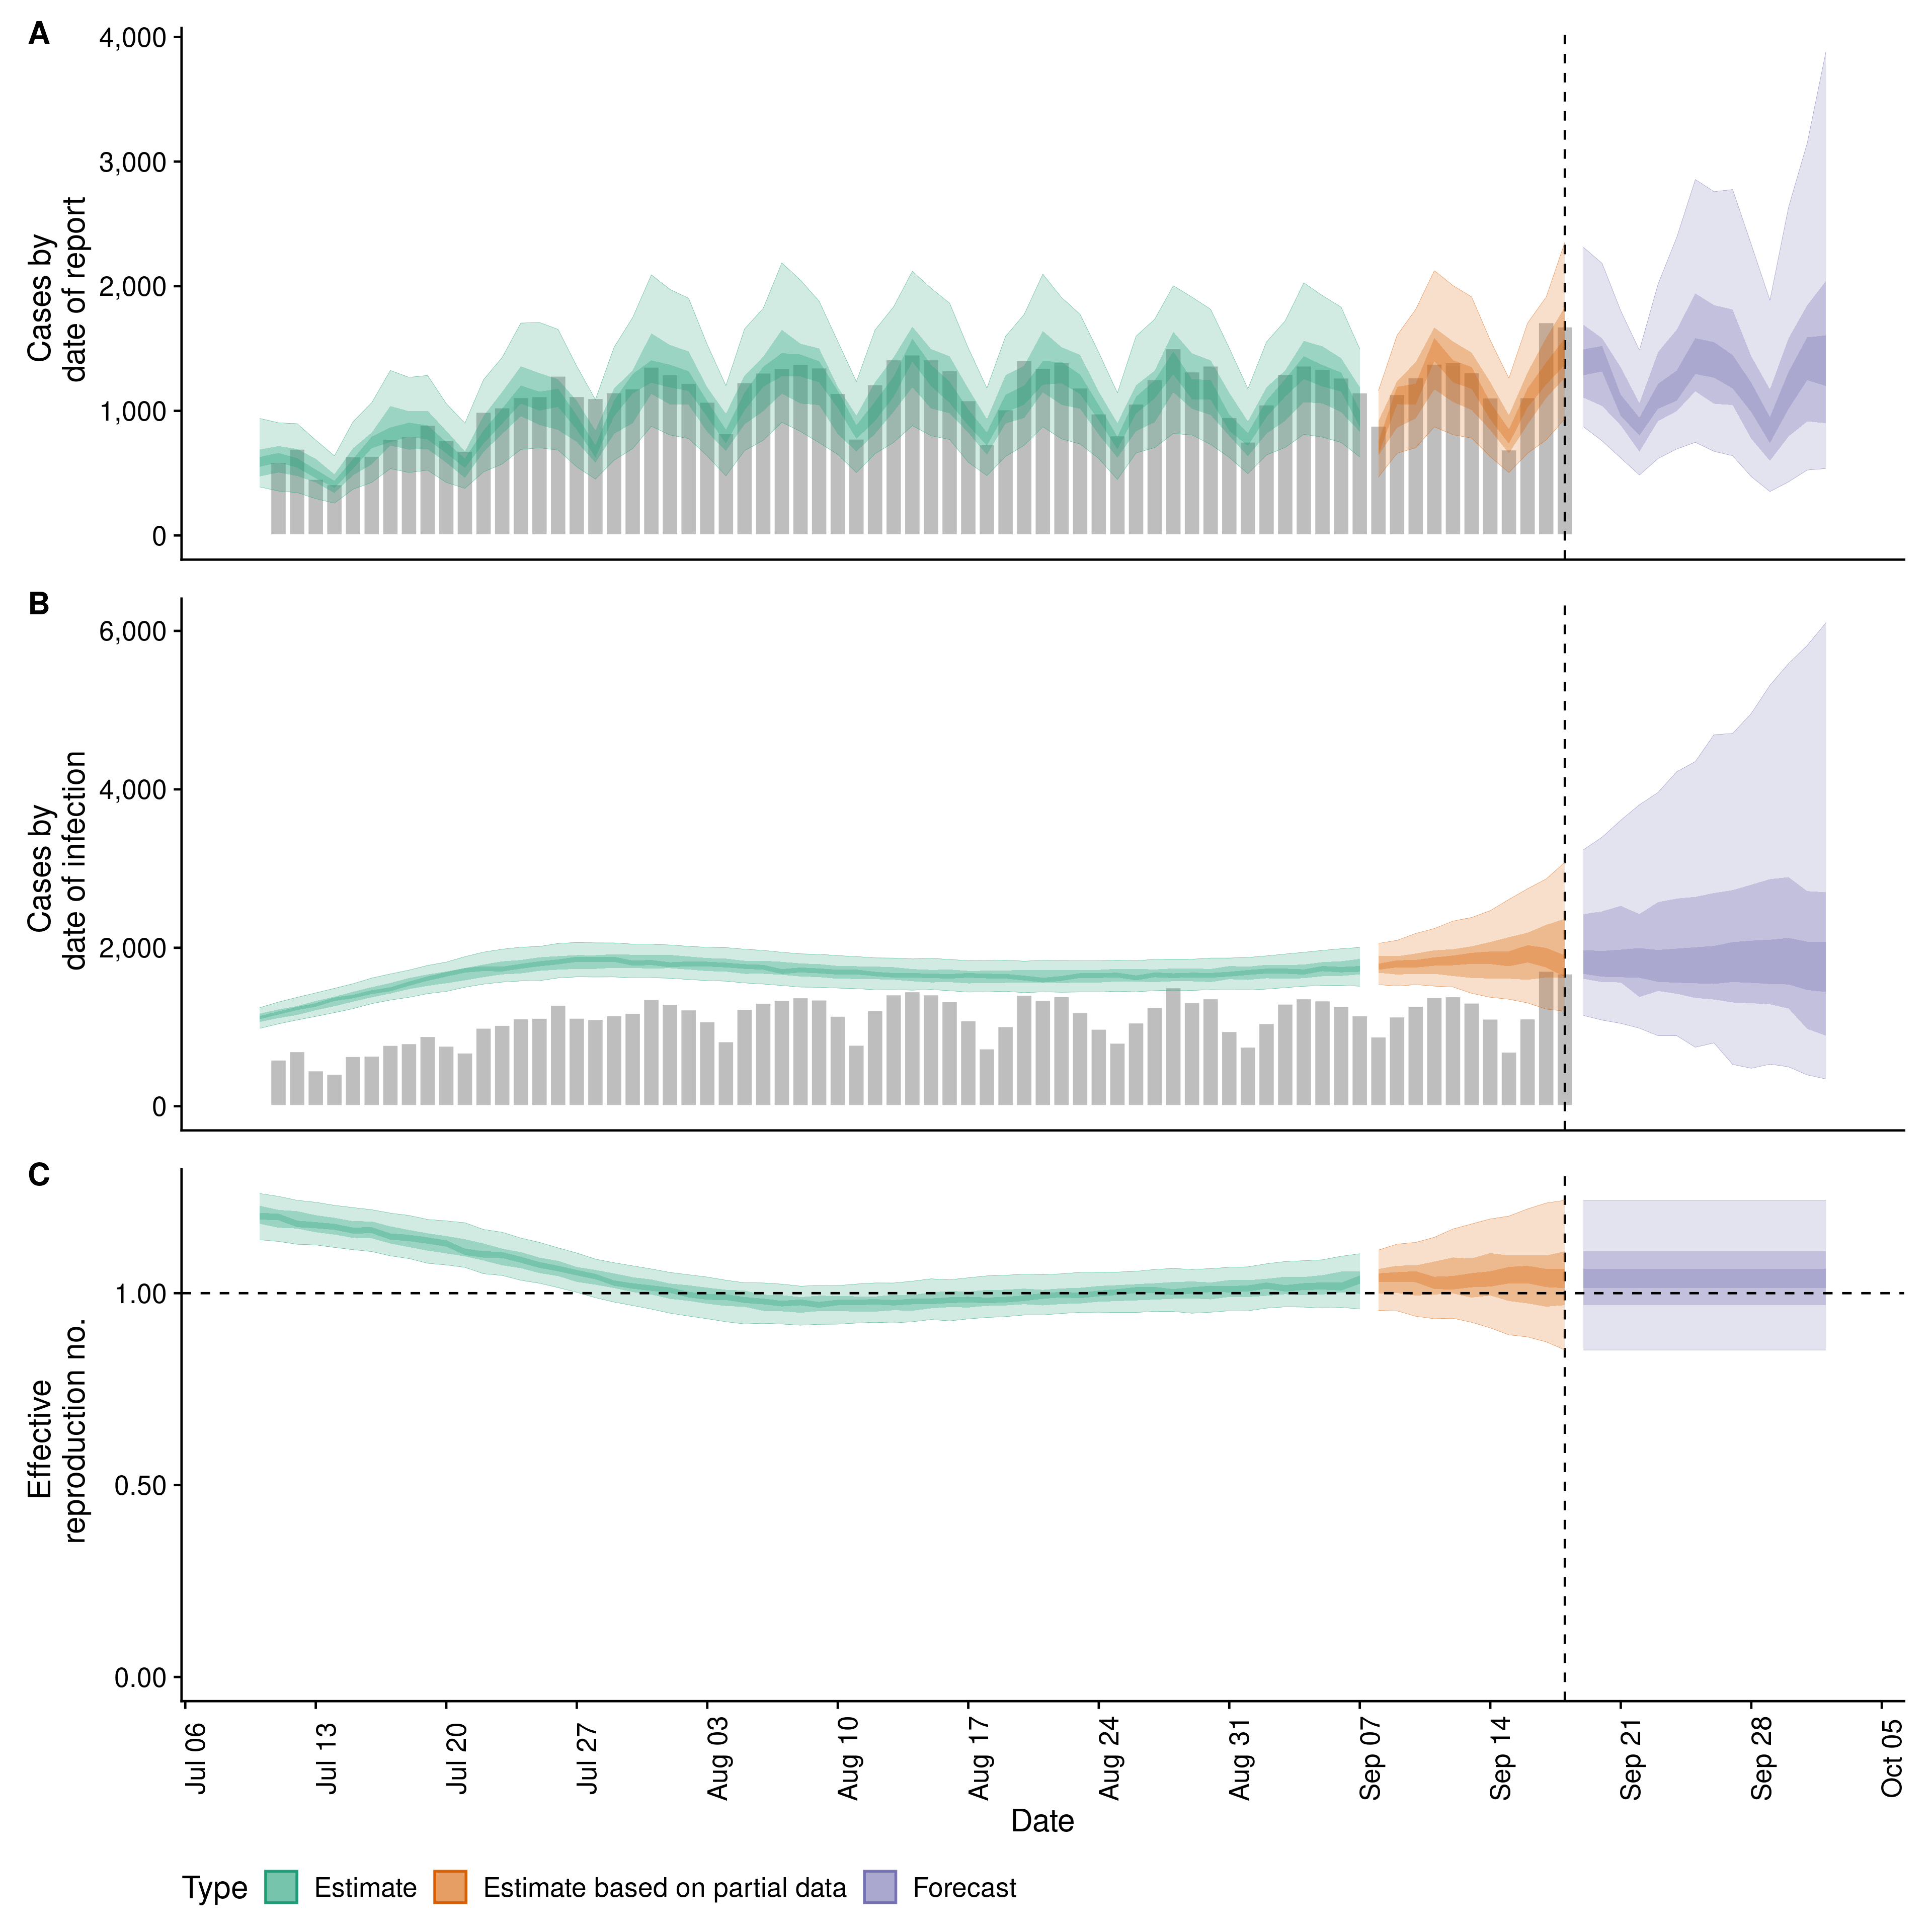 A
4,000
3,000
2,000
1,000
0
Cases by
date of report
B
6,000
4,000
2,000
0
Cases by
date of infection
C
1.00
0.50
0.00
Effective
reproduction no.
Jul 06
Jul 13
Jul 20
Jul 27
Aug 03
Aug 10
Aug 17
Aug 24
Aug 31
Sep 07
Sep 14
Sep 21
Sep 28
Oct 05
Date
Type Estimate Estimate based on partial data Forecast